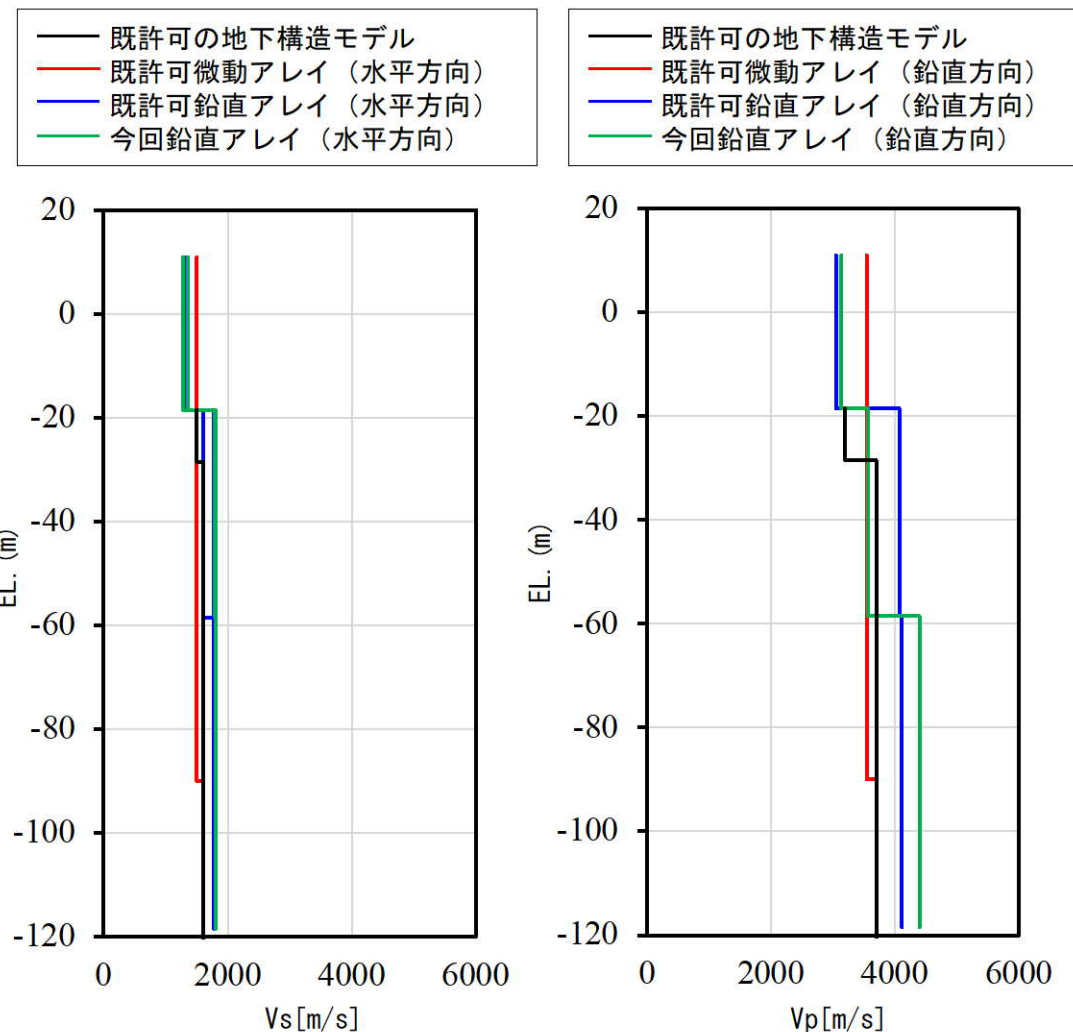 既許可の地下構造モデル
既許可微動アレイ（水平方向）
既許可鉛直アレイ（水平方向）
今回鉛直アレイ（水平方向）
既許可の地下構造モデル
既許可微動アレイ（鉛直方向）
既許可鉛直アレイ（鉛直方向）
今回鉛直アレイ（鉛直方向）
20
0
-20
-40
-60
-80
-100
-120
EL.(m)
0 2000 4000 6000
Vs[m/s]
20
0
-20
-40
-60
-80
-100
-120
EL.(m)
0 2000 4000 6000
Vp[m/s]